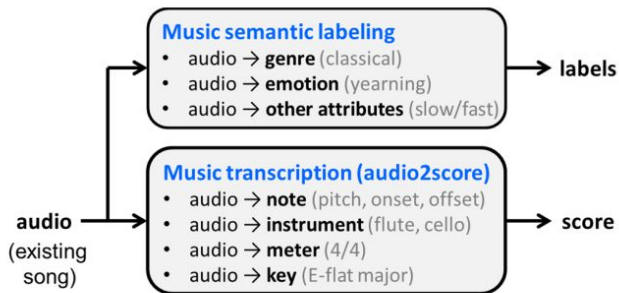 Music semantic labeling
• audio → genre (classical)
• audio → emotion (yearning)
• audio → other attributes (slow/fast)
labels
Music transcription (audio2score)
• audio → note (pitch, onset, offset)
• audio → instrument (flute, cello)
• audio → meter (4/4)
• audio → key (E-flat major)
audio
(existing
song)
score